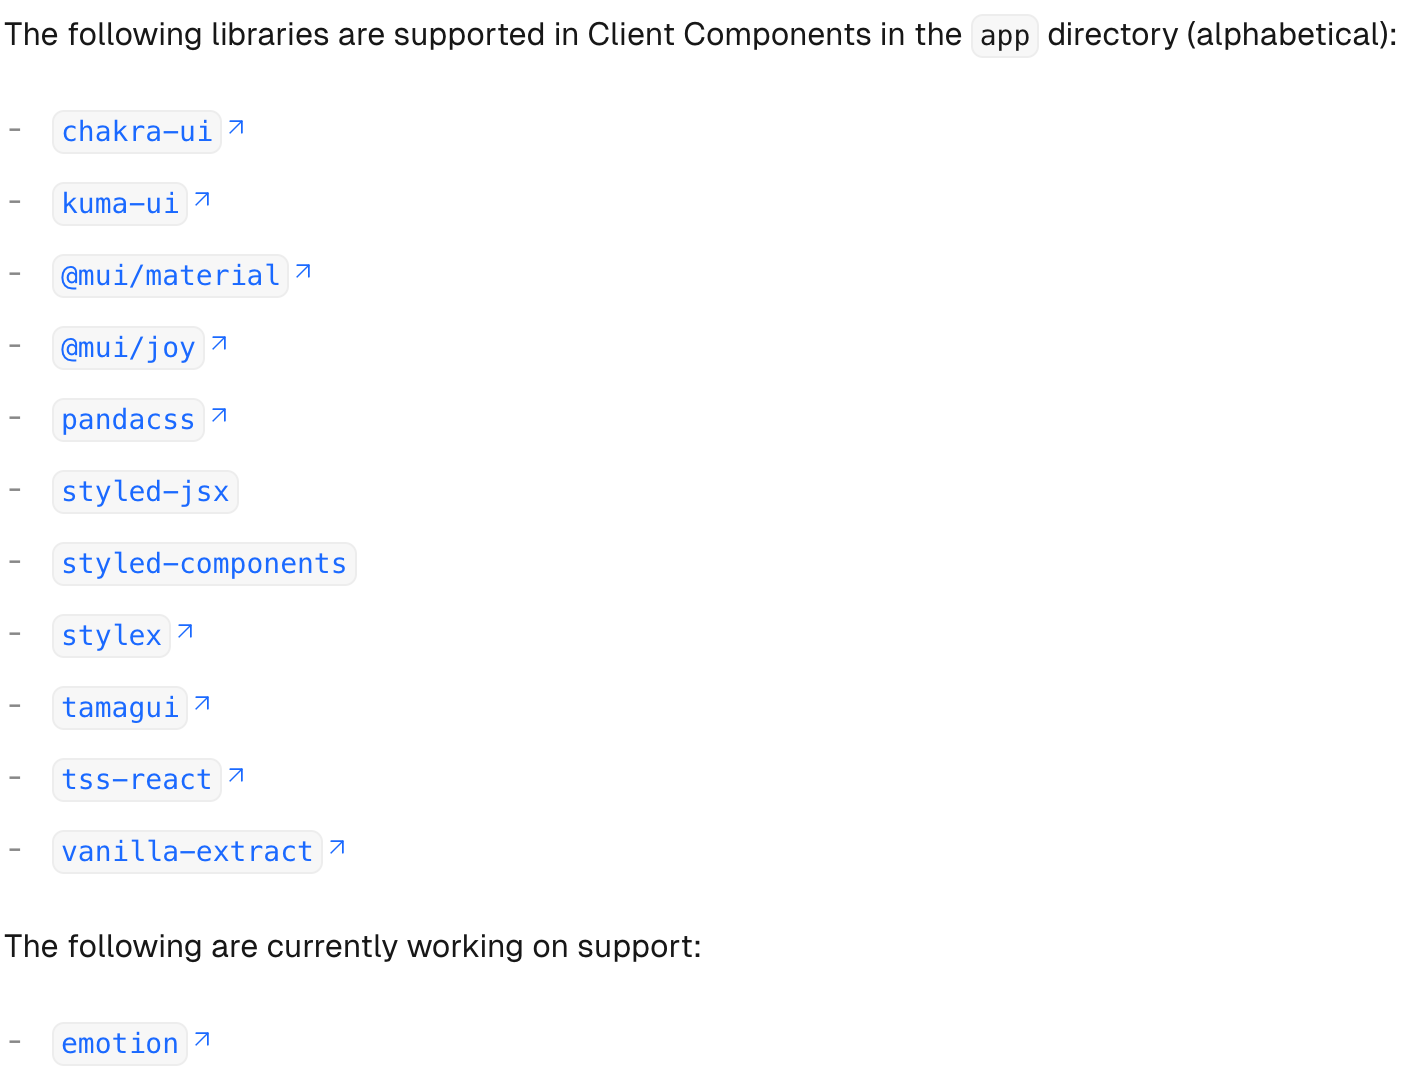 The following libraries are supported in Client Components in the app directory (alphabetical):
- chakra-ui
- kuma-ui
- @mui/material
- @mui/joy
- pandacss
- styled-jsx
- styled-components
- stylex
- tamagui
- tss-react
- vanilla-extract
The following are currently working on support:
- emotion